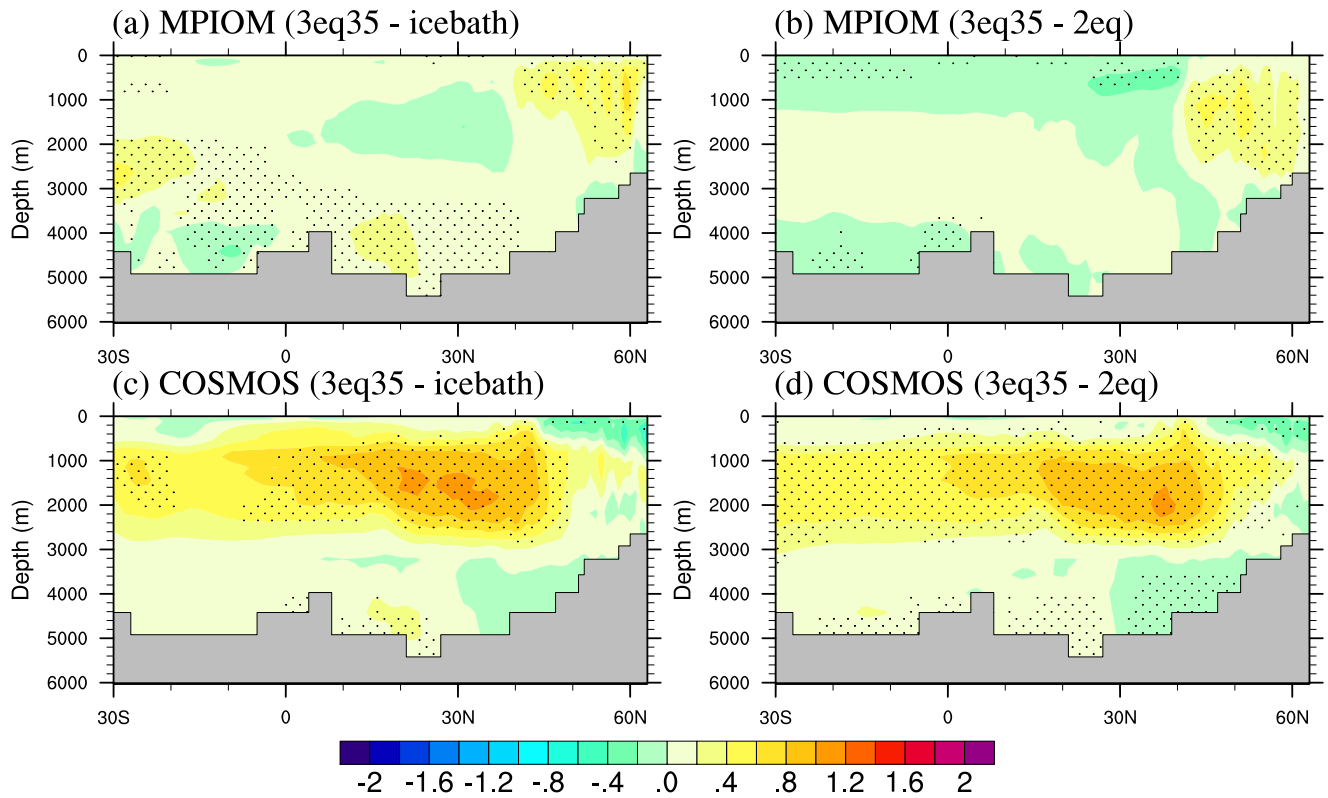 (a) MPIOM (3eq35 - icebath)
(b) MPIOM (3eq35 - 2eq)
0
1000
2000
3000
4000
5000
6000
Depth (m)
30S 0 30N 60N
0
1000
2000
3000
4000
5000
6000
Depth (m)
30S 0 30N 60N
(c) COSMOS (3eq35 - icebath)
(d) COSMOS (3eq35 - 2eq)
0
1000
2000
3000
4000
5000
6000
Depth (m)
30S 0 30N 60N
0
1000
2000
3000
4000
5000
6000
Depth (m)
30S 0 30N 60N
-2 -1.6 -1.2 -.8 -.4 .0 .4 .8 1.2 1.6 2